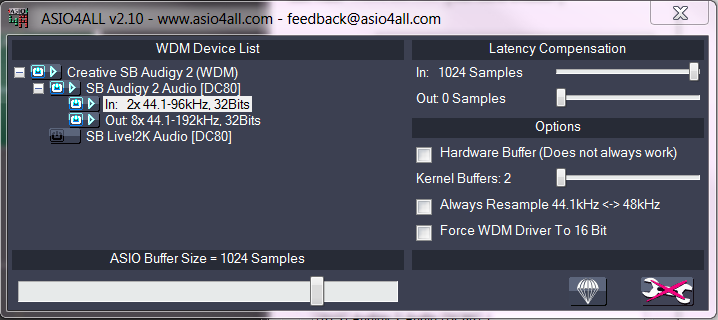 ASIO4ALL v2.10 - www.asio4all.com - feedback@asio4all.com
WDM Device List
Creative SB Audigy 2 (WDM)
SB Audigy 2 Audio [DC80]
In: 2x 44.1-96kHz, 32Bits
Out: 8x 44.1-192kHz, 32Bits
SB Live!2K Audio [DC80]
ASIO Buffer Size = 1024 Samples
Latency Compensation
In: 1024 Samples
Out: 0 Samples
Options
Hardware Buffer (Does not always work)
Kernel Buffers: 2
Always Resample 44.1kHz <-> 48kHz
Force WDM Driver To 16 Bit